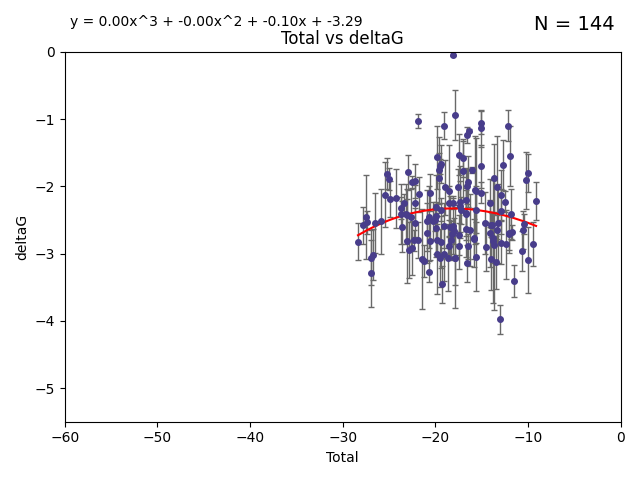 y = 0.00x^3 + -0.00x^2 + -0.10x + -3.29
N = 144
Total vs deltaG
0
−1
−2
−3
−4
−5
deltaG
−60 −50 −40 −30 −20 −10 0
Total